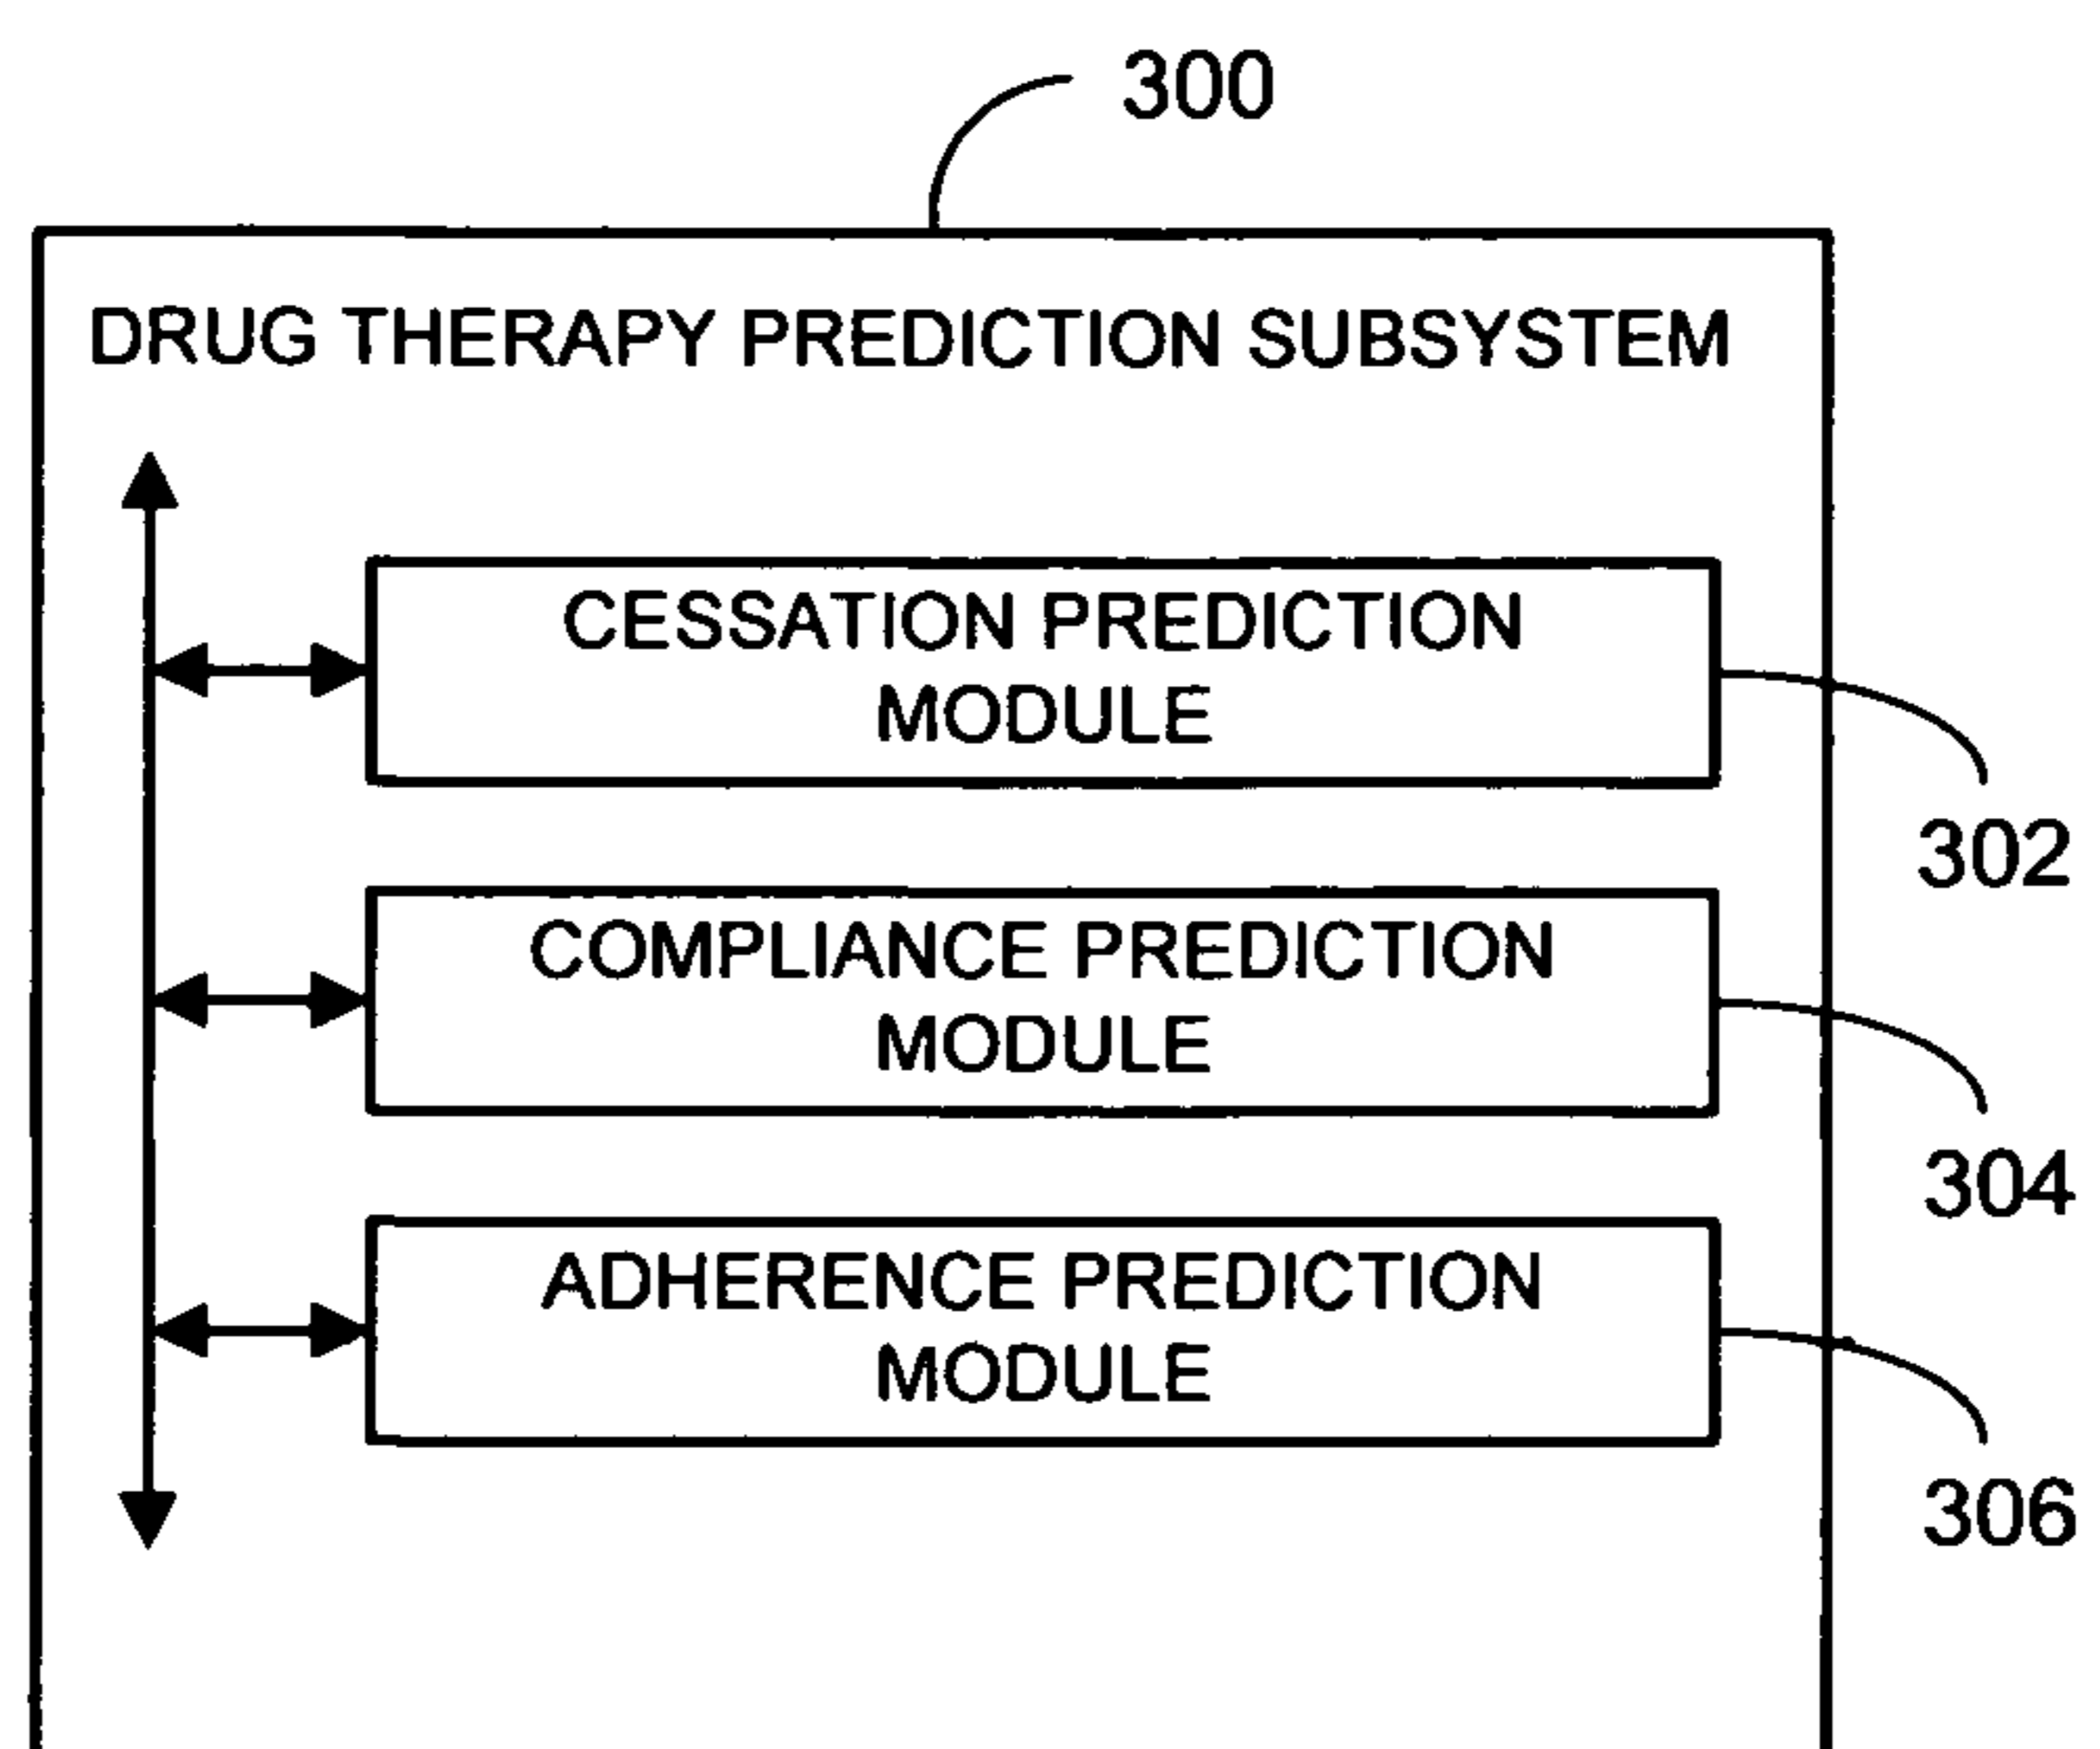 300
DRUG THERAPY PREDICTION SUBSYSTEM
CESSATION PREDICTION
MODULE
302
COMPLIANCE PREDICTION
MODULE
304
ADHERENCE PREDICTION
MODULE
306